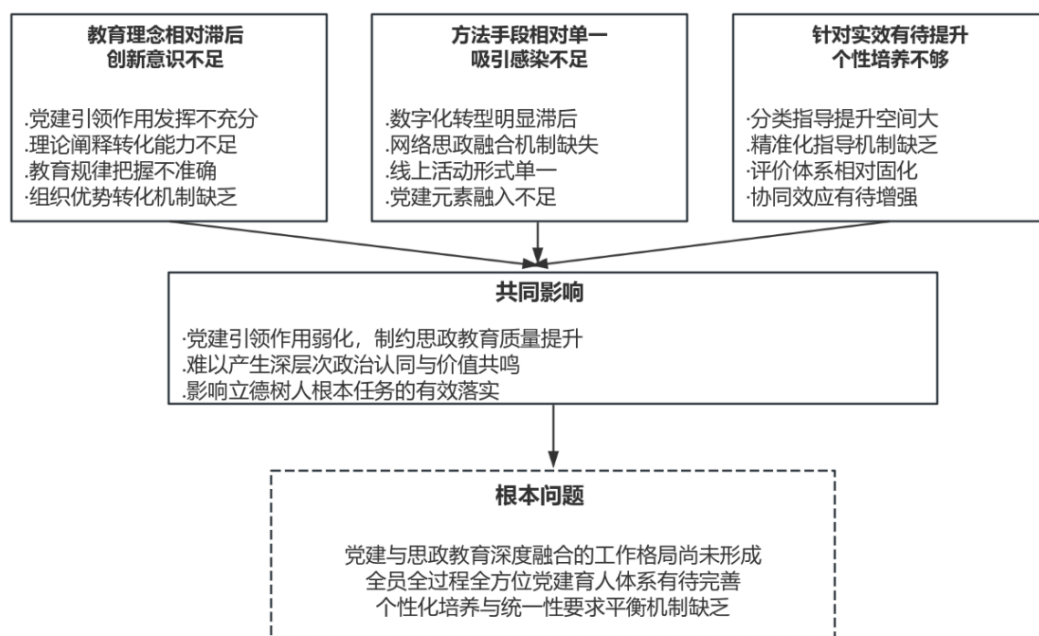 教育理念相对滞后
创新意识不足
.党建引领作用发挥不充分
.理论阐释转化能力不足
.教育规律把握不准确
·组织优势转化机制缺乏
方法手段相对单一
吸引感染不足
.数字化转型明显滞后
·网络思政融合机制缺失
.线上活动形式单一
.党建元素融入不足
针对实效有待提升
个性培养不够
·分类指导提升空间大
·精准化指导机制缺乏
·评价体系相对固化
·协同效应有待增强
共同影响
·党建引领作用弱化，制约思政教育质量提升
.难以产生深层次政治认同与价值共鸣
.影响立德树人根本任务的有效落实
根本问题
党建与思政教育深度融合的工作格局尚未形成
全员全过程全方位党建育人体系有待完善
个性化培养与统一性要求平衡机制缺乏